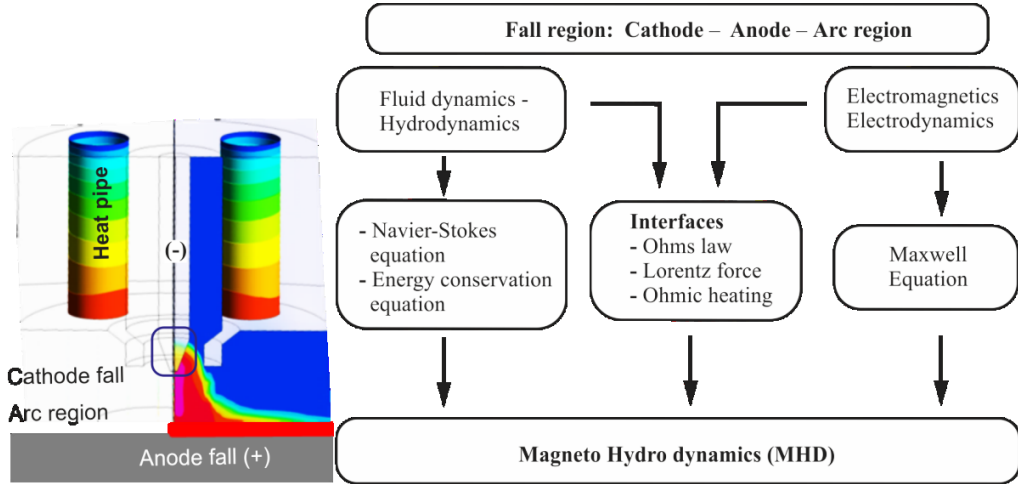 Fall region: Cathode – Anode – Arc region
Fluid dynamics -
Hydrodynamics
Electromagnetics
Electrodynamics
Heat pipe
(-)
- Navier-Stokes
equation
- Energy conservation
equation
Interfaces
- Ohms law
- Lorentz force
- Ohmic heating
Maxwell
Equation
Cathode fall
Arc region
Anode fall (+)
Magneto Hydro dynamics (MHD)